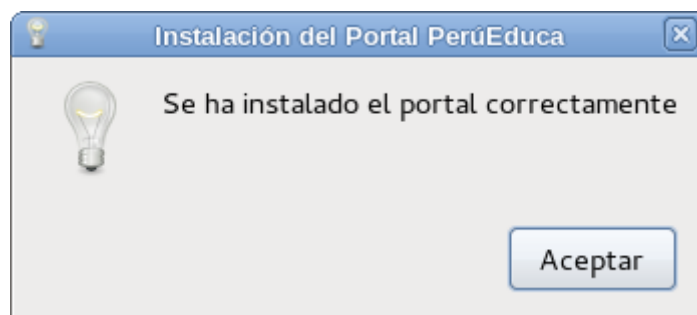 Instalación del Portal PerúEduca
Se ha instalado el portal correctamente
Aceptar